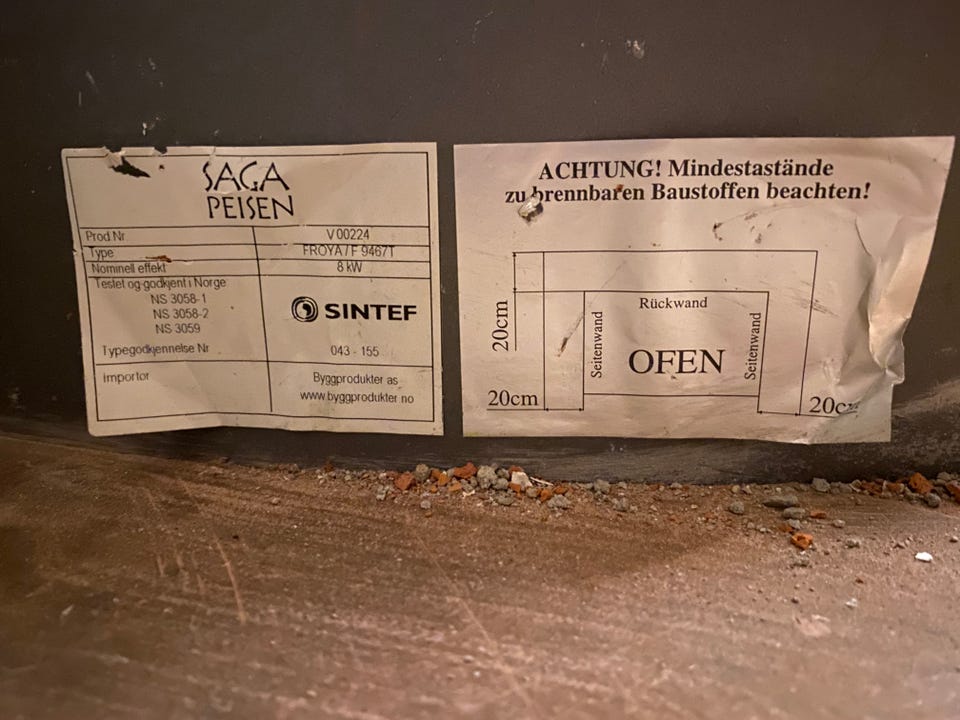 SAGA
PEISEN
Prod Nr V 00224
Type FROYA / F 9467T
Nominell effekt 8 kW
Testet og godkjent i Norge
NS 3058-1
NS 3058-2
NS 3059
SINTEF
Typegodkjennelse Nr 043 - 155
Importor Byggprodukter as
www.byggprodukter.no
ACHTUNG! Mindestastände
zu brennbaren Baustoffen beachten!
20cm
Rückwand
Seitenwand
OFEN
Seitenwand
20cm
20cm